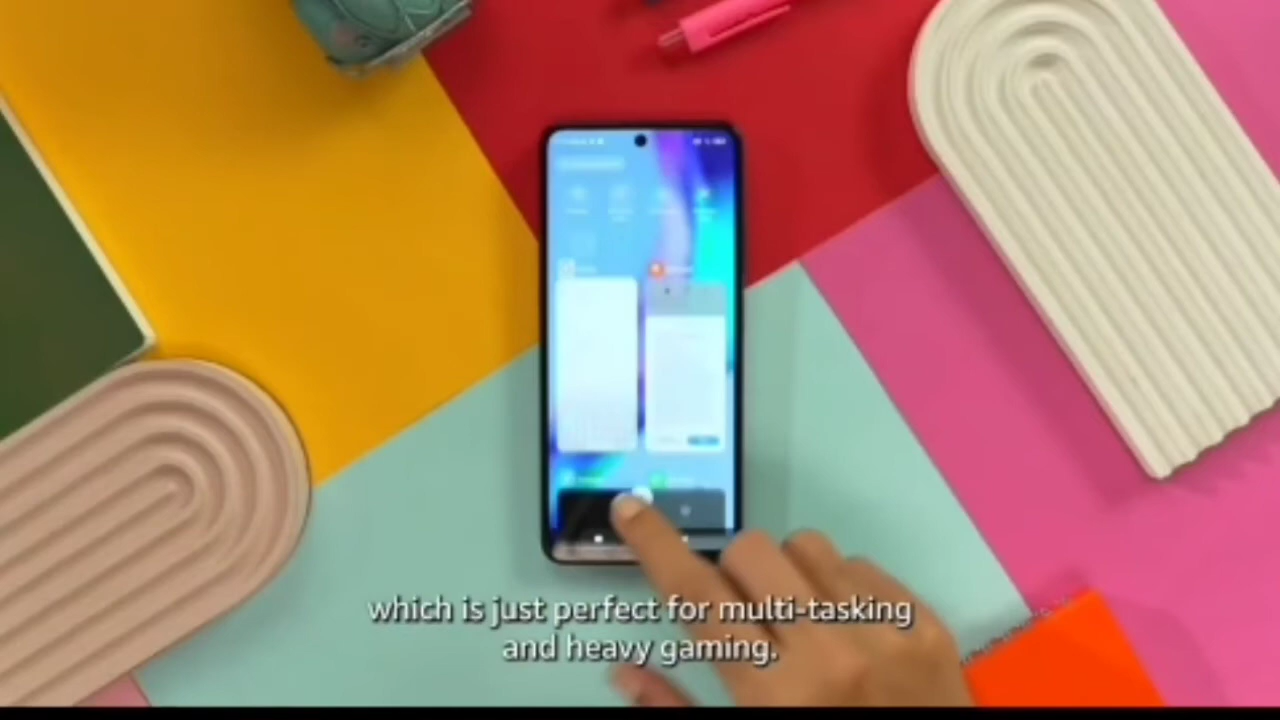 which is just perfect for multi-tasking
and heavy gaming.